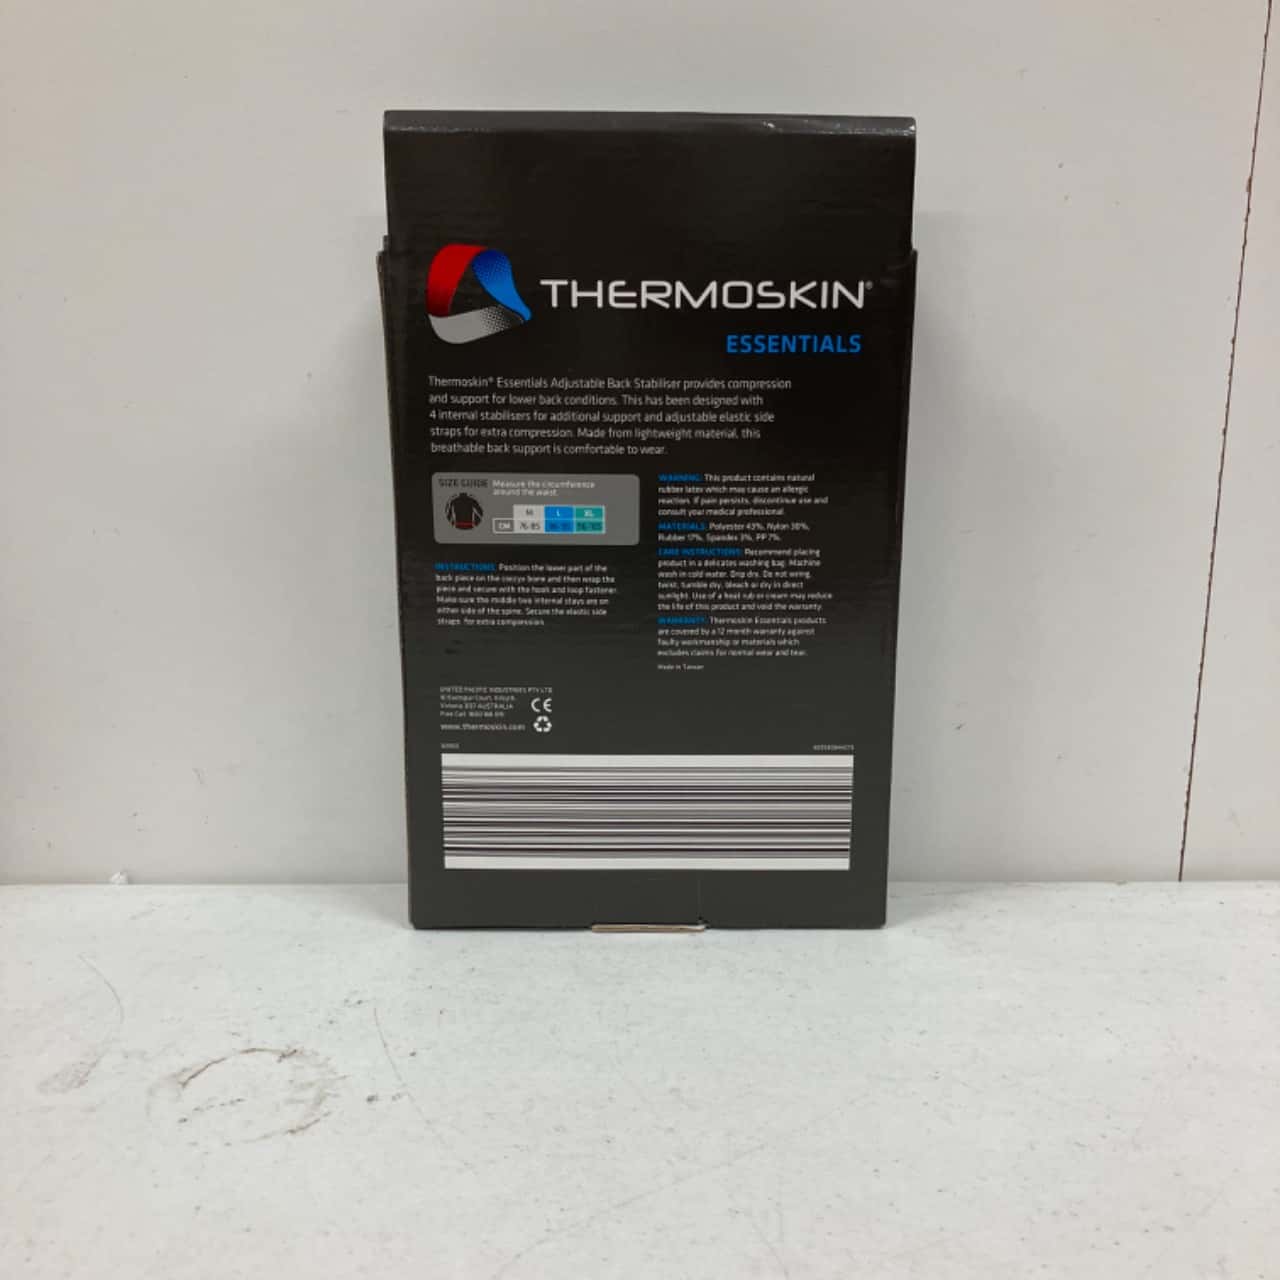 THERMOSKIN®
ESSENTIALS
Thermoskin® Essentials Adjustable Back Stabiliser provides compression
and support for lower back conditions. This has been designed with
4 internal stabilisers for additional support and adjustable elastic side
straps for extra compression. Made from lightweight material, this
breathable back support is comfortable to wear.
SIZE GUIDE Measure the circumference
around the waist.
M L XL
CM 76-85
INSTRUCTIONS: Position the lower part of the
back piece on the coccyx bone and then wrap the
piece and secure with the hook and loop fastener.
Make sure the middle two internal stays are on
either side of the spine. Secure the elastic side
straps for extra compression.
WARNING: This product contains natural
rubber latex which may cause an allergic
reaction. If pain persists, discontinue use and
consult your medical professional.
MATERIALS: Polyester 43%, Nylon 30%,
Rubber 17%, Spandex 3%, PP 7%.
CARE INSTRUCTIONS: Recommend placing
product in a delicates washing bag. Machine
wash in cold water. Drip dry. Do not wring,
twist, tumble dry, bleach or dry in direct
sunlight. Use of a heat rub or cream may reduce
the life of this product and void the warranty.
WARRANTY: Thermoskin Essentials products
are covered by a 12 month warranty against
faulty workmanship or materials which
excludes claims for normal wear and tear.
Made in Taiwan
UNITED PACIFIC INDUSTRIES PTY LTD
Court, Kilsyth,
Victoria 3137 AUSTRALIA
Free Call
www.thermoskin.com
CE